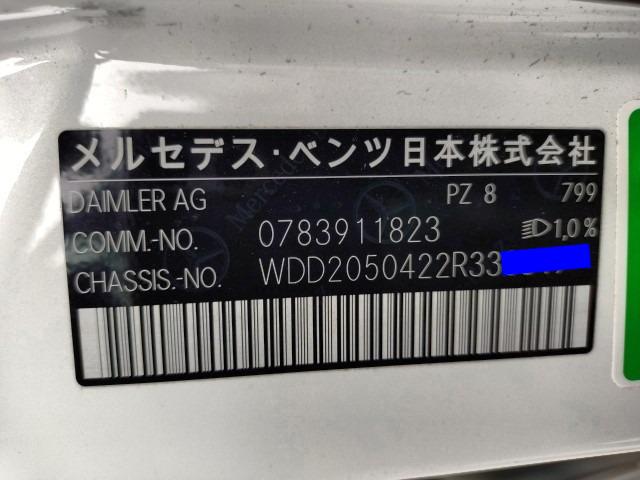 メルセデス・ベンツ日本株式会社
DAIMLER AG PZ 8 799
COMM.-NO. 0783911823 1,0%
CHASSIS.-NO. WDD2050422R33